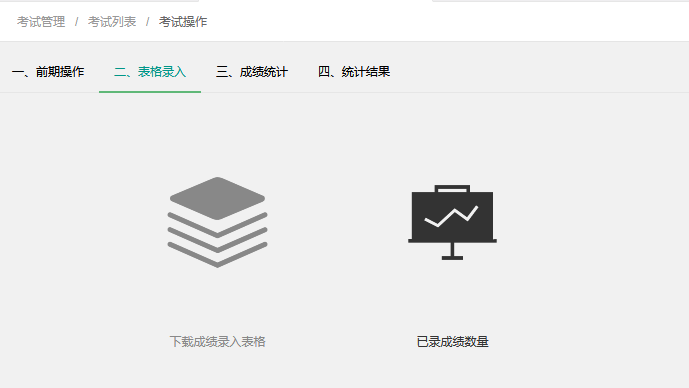 考试管理 / 考试列表 / 考试操作
一、前期操作 二、表格录入 三、成绩统计 四、统计结果
下载成绩录入表格 已录成绩数量